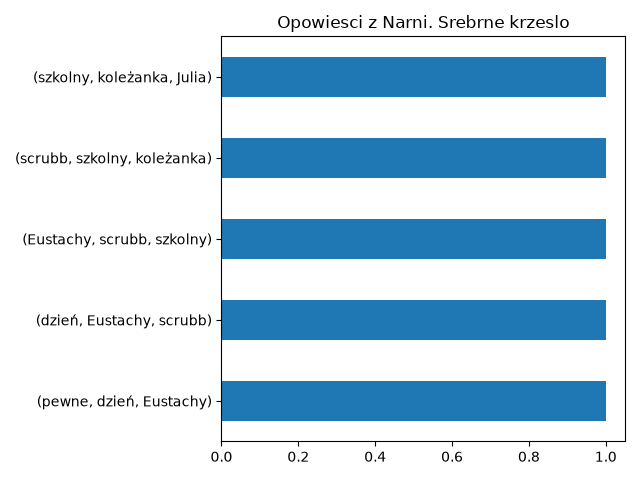 Opowiesci z Narni. Srebrne krzeslo
(szkolny, koleżanka, Julia)
(scrubb, szkolny, koleżanka)
(Eustachy, scrubb, szkolny)
(dzień, Eustachy, scrubb)
(pewne, dzień, Eustachy)
0.0 0.2 0.4 0.6 0.8 1.0